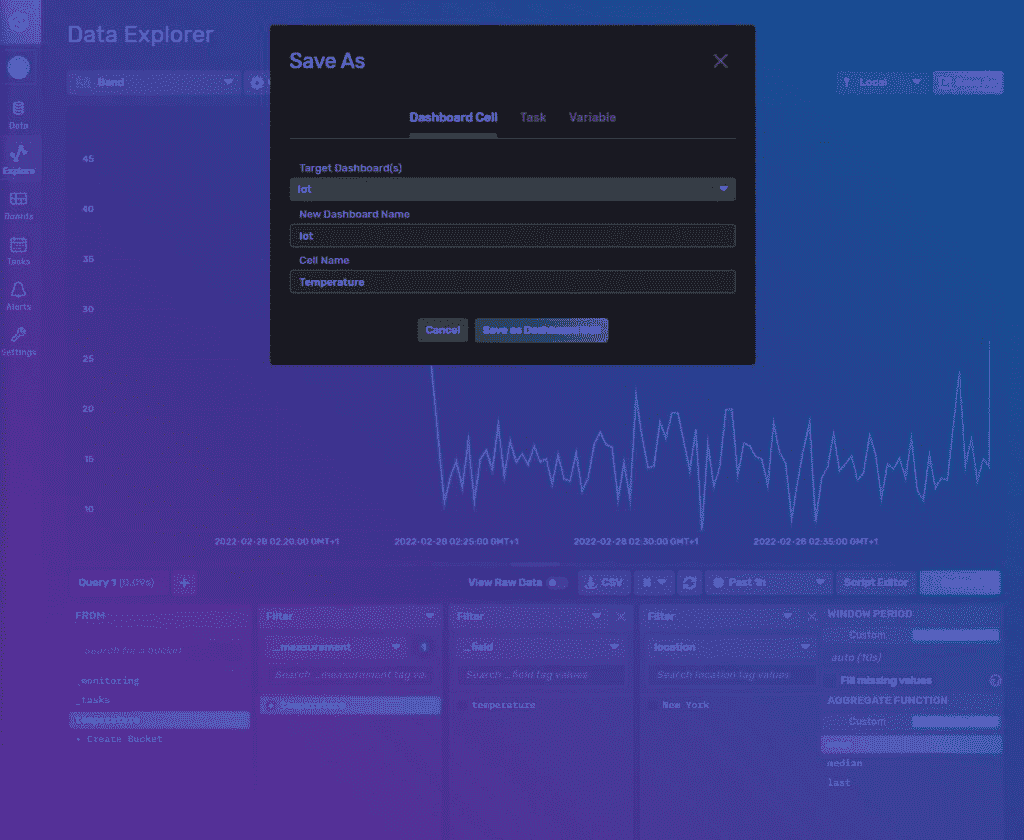 Data Explorer
Save As
Band
Local
Dashboard Cell
Task
Variable
Target Dashboard(s)
Iot
New Dashboard Name
Iot
Cell Name
Temperature
Cancel
Save as Dashboard
Data
Explore
Boards
Tasks
Alerts
Settings
45
40
35
30
25
20
15
10
2022-02-28 02:20:00 GMT+1
2022-02-28 02:25:00 GMT+1
2022-02-28 02:30:00 GMT+1
2022-02-28 02:35:00 GMT+1
Query 1 (0.09s)
+
View Raw Data
CSV
Past 1h
Script Editor
FROM
Search for a bucket
_monitoring
_tasks
temperature
+ Create Bucket
Filter
_measurement
1
Search _measurement tag va
temperature
Filter
_field
Search _field tag values
temperature
Filter
location
Search location tag values
New York
WINDOW PERIOD
Custom
auto (10s)
Fill missing values
?
AGGREGATE FUNCTION
Custom
median
last